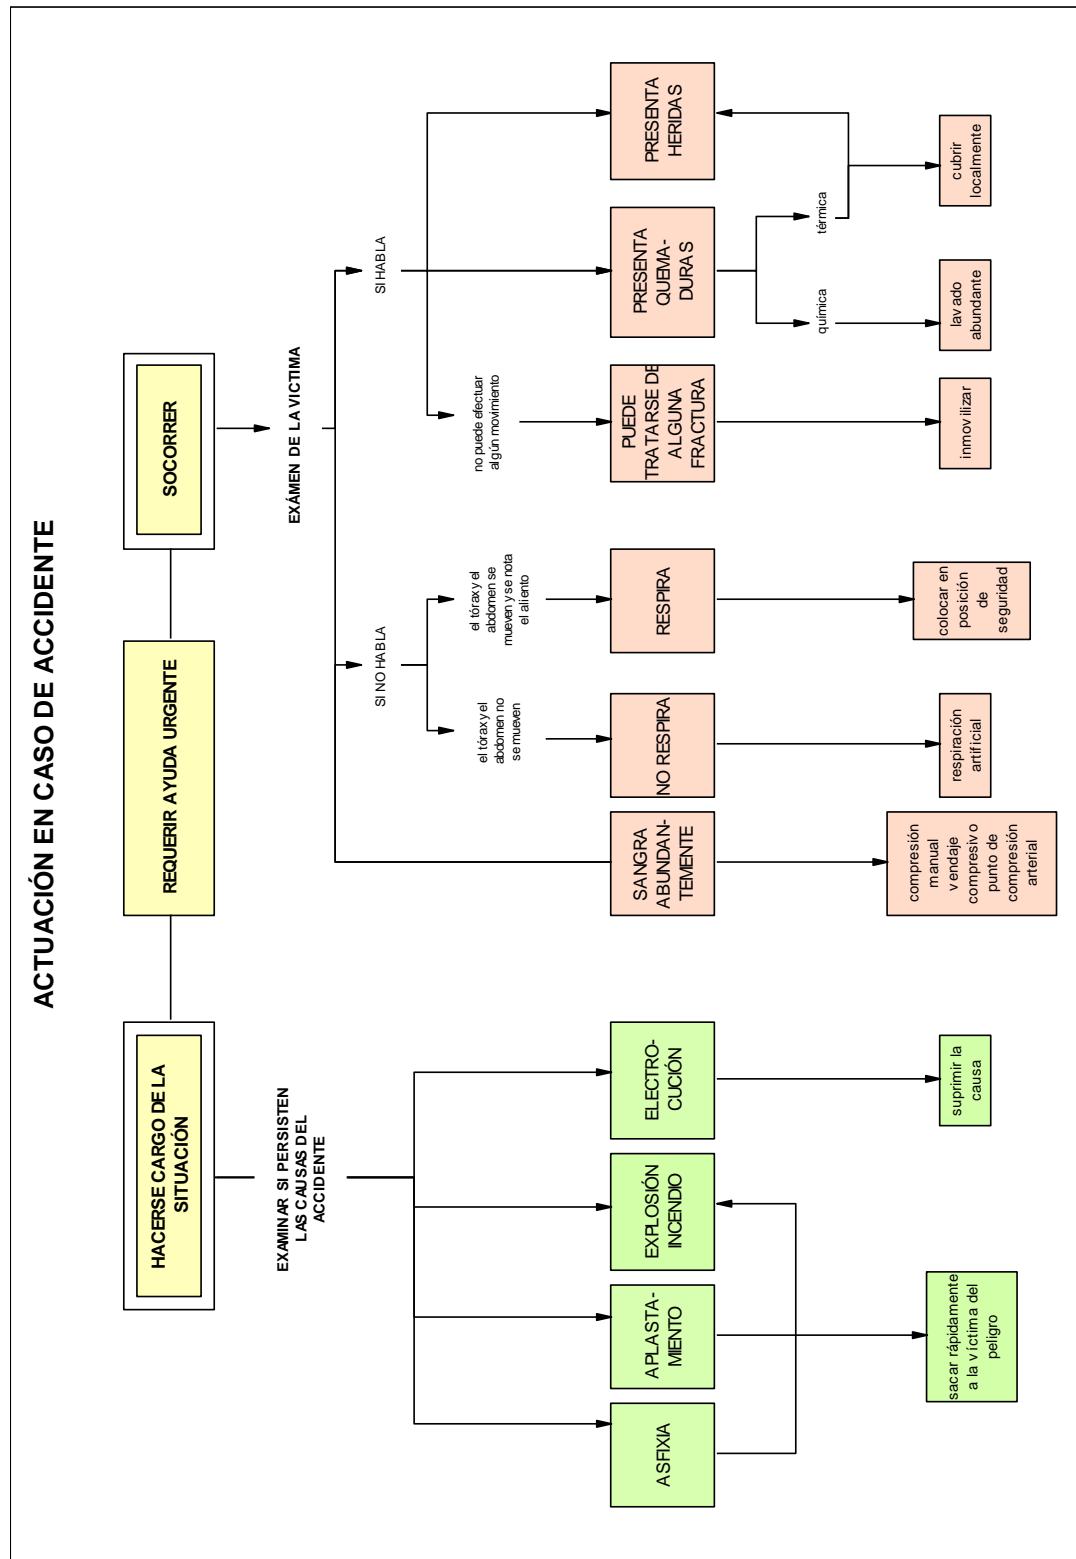 ACTUACIÓN EN CASO DE ACCIDENTE
HACERSE CARGO DE LA
SITUACIÓN
REQUERIR AYUDA URGENTE
SOCORRER
EXAMINAR SI PERSISTEN
LAS CAUSAS DEL
ACCIDENTE
EXÁMEN DE LA VICTIMA
SI NO HABLA
SI HABLA
el tórax y el
abdomen no
se mueven
el tórax y el
abdomen se
mueven y se nota
el aliento
no puede efectuar
algún movimiento
ASFIXIA
APLASTA-
MIENTO
EXPLOSIÓN
INCENDIO
ELECTRO-
CUCIÓN
SANGRA
ABUNDAN-
TEMENTE
NO RESPIRA
RESPIRA
PUEDE
TRATARSE DE
ALGUNA
FRACTURA
PRESENTA
QUEMA-
DURAS
PRESENTA
HERIDAS
química
térmica
sacar rápidamente
a la víctima del
peligro
suprimir la
causa
compresión
manual
vendaje
compresivo
punto de
compresión
arterial
respiración
artificial
colocar en
posición
de
seguridad
inmovilizar
lavado
abundante
cubrir
localmente